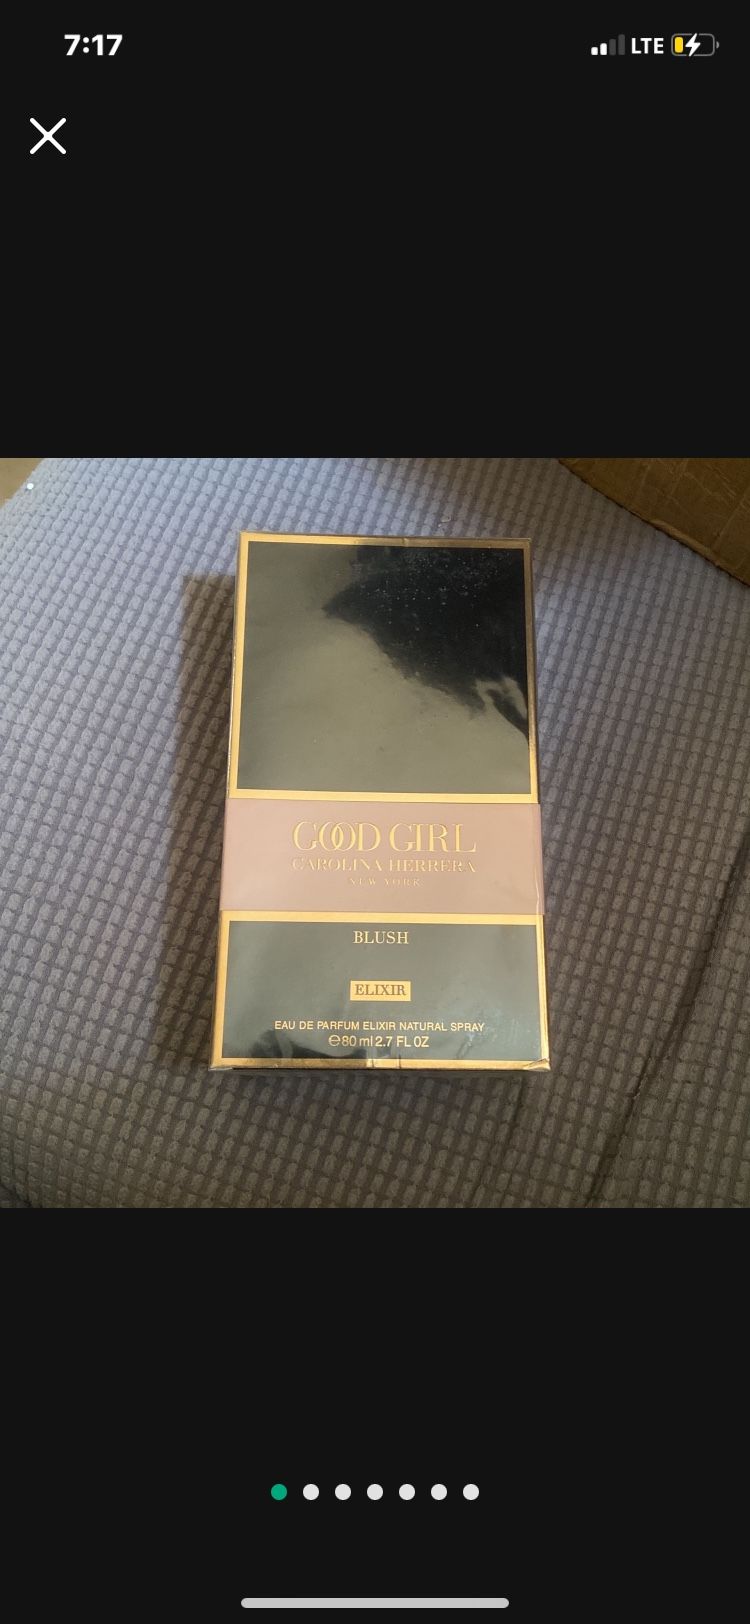 7:17
LTE
GOOD GIRL
CAROLINA HERRERA
NEW YORK
BLUSH
ELIXIR
EAU DE PARFUM ELIXIR NATURAL SPRAY
℮80 ml 2.7 FL OZ